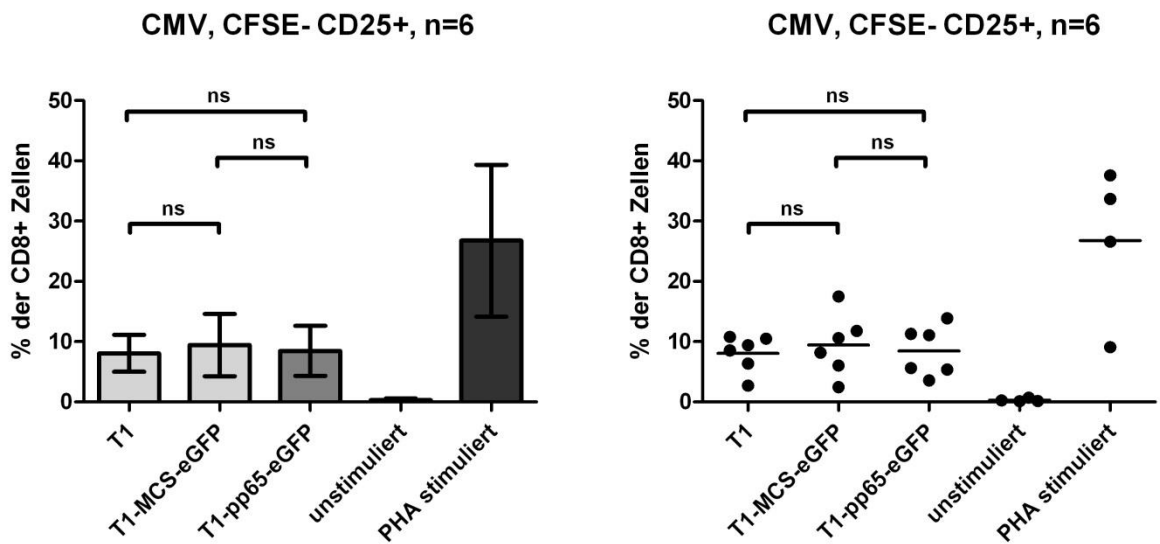 CMV, CFSE- CD25+, n=6
% der CD8+ Zellen
50
40
30
20
10
0
ns
ns
ns
T1
T1-MCS-eGFP
T1-pp65-eGFP
unstimuliert
PHA stimuliert
CMV, CFSE- CD25+, n=6
% der CD8+ Zellen
50
40
30
20
10
0
ns
ns
ns
T1
T1-MCS-eGFP
T1-pp65-eGFP
unstimuliert
PHA stimuliert